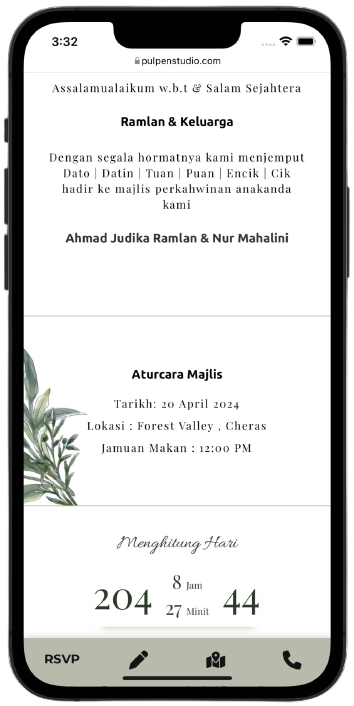 3:32
pulpenstudio.com
Assalamualaikum w.b.t & Salam Sejahtera
Ramlan & Keluarga
Dengan segala hormatnya kami menjemput
Dato | Datin | Tuan | Puan | Encik | Cik
hadir ke majlis perkahwinan anakanda
kami
Ahmad Judika Ramlan & Nur Mahalini
Aturcara Majlis
Tarikh: 20 April 2024
Lokasi : Forest Valley , Cheras
Jamuan Makan : 12:00 PM
Menghitung Hari
204 8 Jam 27 Minit 44
RSVP